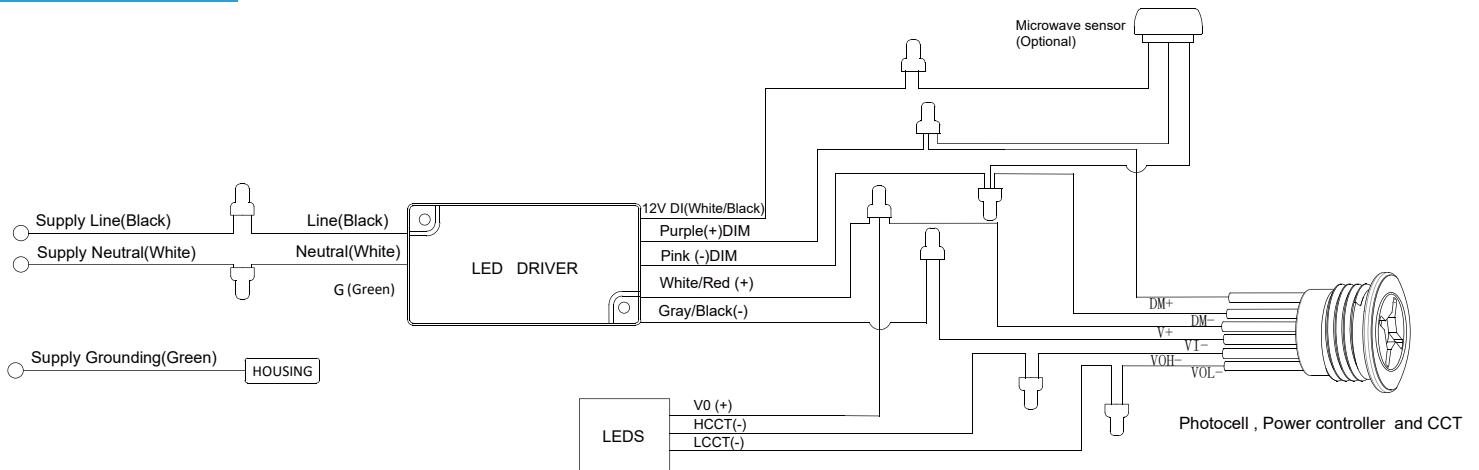 Microwave sensor
(Optional)
Supply Line(Black)
Line(Black)
Supply Neutral(White)
Neutral(White)
G (Green)
LED DRIVER
12V DI(White/Black)
Purple(+)DIM
Pink (-)DIM
White/Red (+)
Gray/Black(-)
Supply Grounding(Green)
HOUSING
DM+
DM-
V+
VI-
VOH-
VOL-
LEDS
V0 (+)
HCCT(-)
LCCT(-)
Photocell , Power controller and CCT